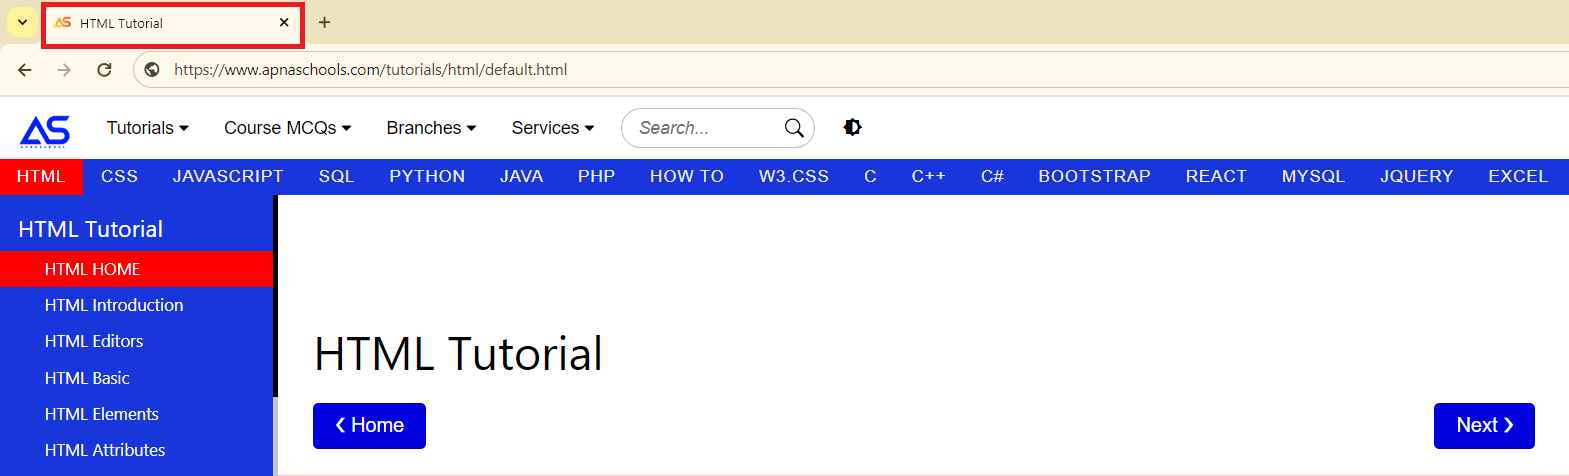 AS HTML Tutorial
https://www.apnaschools.com/tutorials/html/default.html
AS Tutorials Course MCQs Branches Services Search...
HTML CSS JAVASCRIPT SQL PYTHON JAVA PHP HOW TO W3.CSS C C++ C# BOOTSTRAP REACT MYSQL JQUERY EXCEL
HTML Tutorial
HTML HOME
HTML Introduction
HTML Editors
HTML Basic
HTML Elements
HTML Attributes
HTML Tutorial
❮ Home
Next ❯